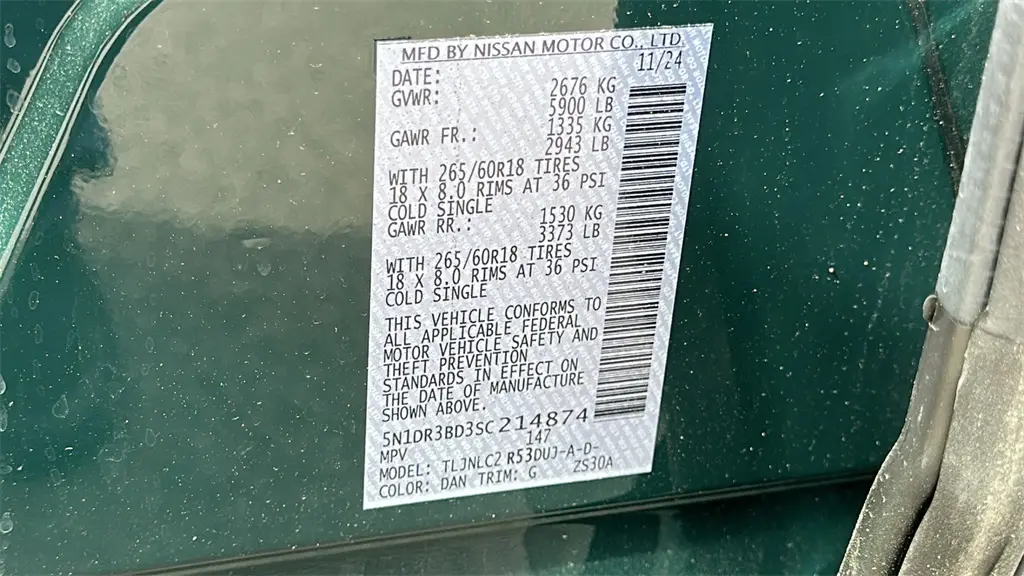 MFD BY NISSAN MOTOR CO., LTD.
DATE: 11/24
GVWR: 2676 KG
5900 LB
GAWR FR.: 1335 KG
2943 LB
WITH 265/60R18 TIRES
18 X 8.0 RIMS AT 36 PSI
COLD SINGLE
GAWR RR.: 1530 KG
3373 LB
WITH 265/60R18 TIRES
18 X 8.0 RIMS AT 36 PSI
COLD SINGLE
THIS VEHICLE CONFORMS TO
ALL APPLICABLE FEDERAL
MOTOR VEHICLE SAFETY AND
THEFT PREVENTION
STANDARDS IN EFFECT ON
THE DATE OF MANUFACTURE
SHOWN ABOVE.
5N1DR3BD3SC 214874
MPV 147
MODEL: TLJNLC2 R53DUJ-A-D-
COLOR: DAN TRIM: G ZS30A